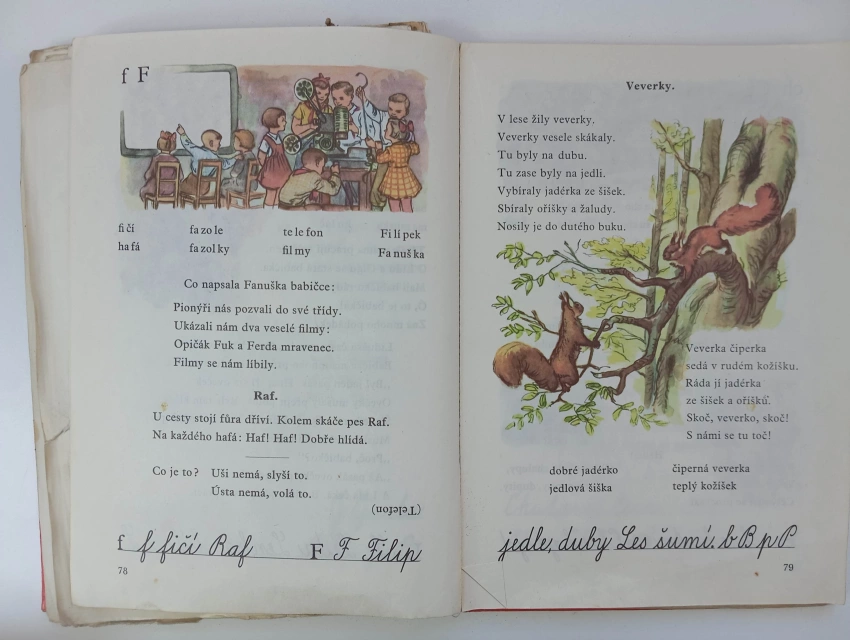 f F
fičí fa zo le te le fon Fi lí pek
ha fá fa zol ky fil my Fa nuš ka
Co napsala Fanuška babičce:
Pionýři nás pozvali do své třídy.
Ukázali nám dva veselé filmy:
Opičák Fuk a Ferda mravenec.
Filmy se nám líbily.
Raf.
U cesty stojí fůra dříví. Kolem skáče pes Raf.
Na každého hafá: Haf! Haf! Dobře hlídá.
Co je to? Uši nemá, slyší to.
Ústa nemá, volá to.
(Telefon)
f f fičí Raf F F Filip
78
Veverky.
V lese žily veverky.
Veverky vesele skákaly.
Tu byly na dubu.
Tu zase byly na jedli.
Vybíraly jadérka ze šišek.
Sbíraly oříšky a žaludy.
Nosily je do dutého buku.
Veverka čiperka
sedá v rudém kožíšku.
Ráda jí jadérka
ze šišek a oříšků.
Skoč, veverko, skoč!
S námi se tu toč!
dobré jadérko čiperná veverka
jedlová šiška teplý kožíšek
jedle, duby Les šumí. b B p P
79